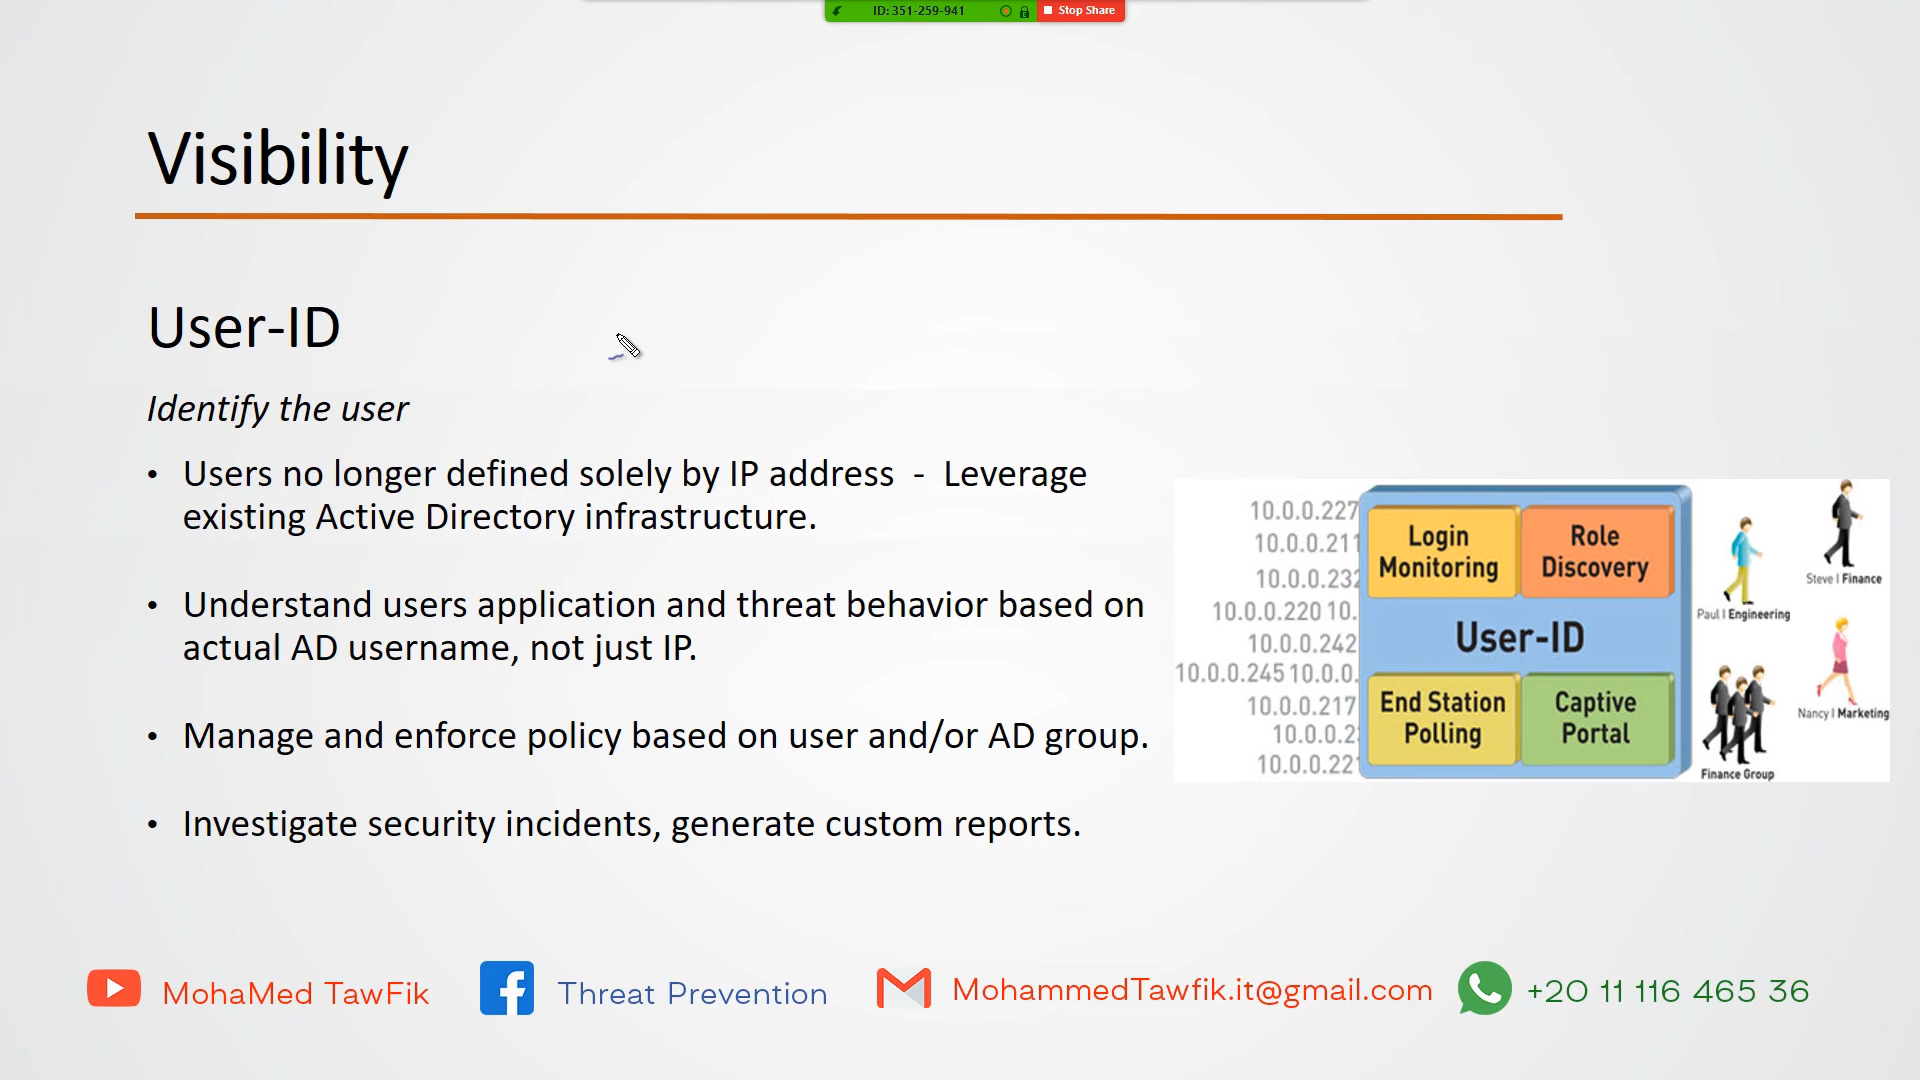 ID: 351-259-941
Stop Share
Visibility
User-ID
Identify the user
• Users no longer defined solely by IP address - Leverage
existing Active Directory infrastructure.
• Understand users application and threat behavior based on
actual AD username, not just IP.
• Manage and enforce policy based on user and/or AD group.
• Investigate security incidents, generate custom reports.
10.0.0.227
10.0.0.211
10.0.0.232
10.0.0.220 10.
10.0.0.242
10.0.0.245 10.0.0.
10.0.0.217
10.0.0.2
10.0.0.221
Login
Monitoring
Role
Discovery
User-ID
End Station
Polling
Captive
Portal
Steve | Finance
Paul | Engineering
Nancy | Marketing
Finance Group
MohaMed TawFik
Threat Prevention
MohammedTawfik.it@gmail.com
+20 11 116 465 36